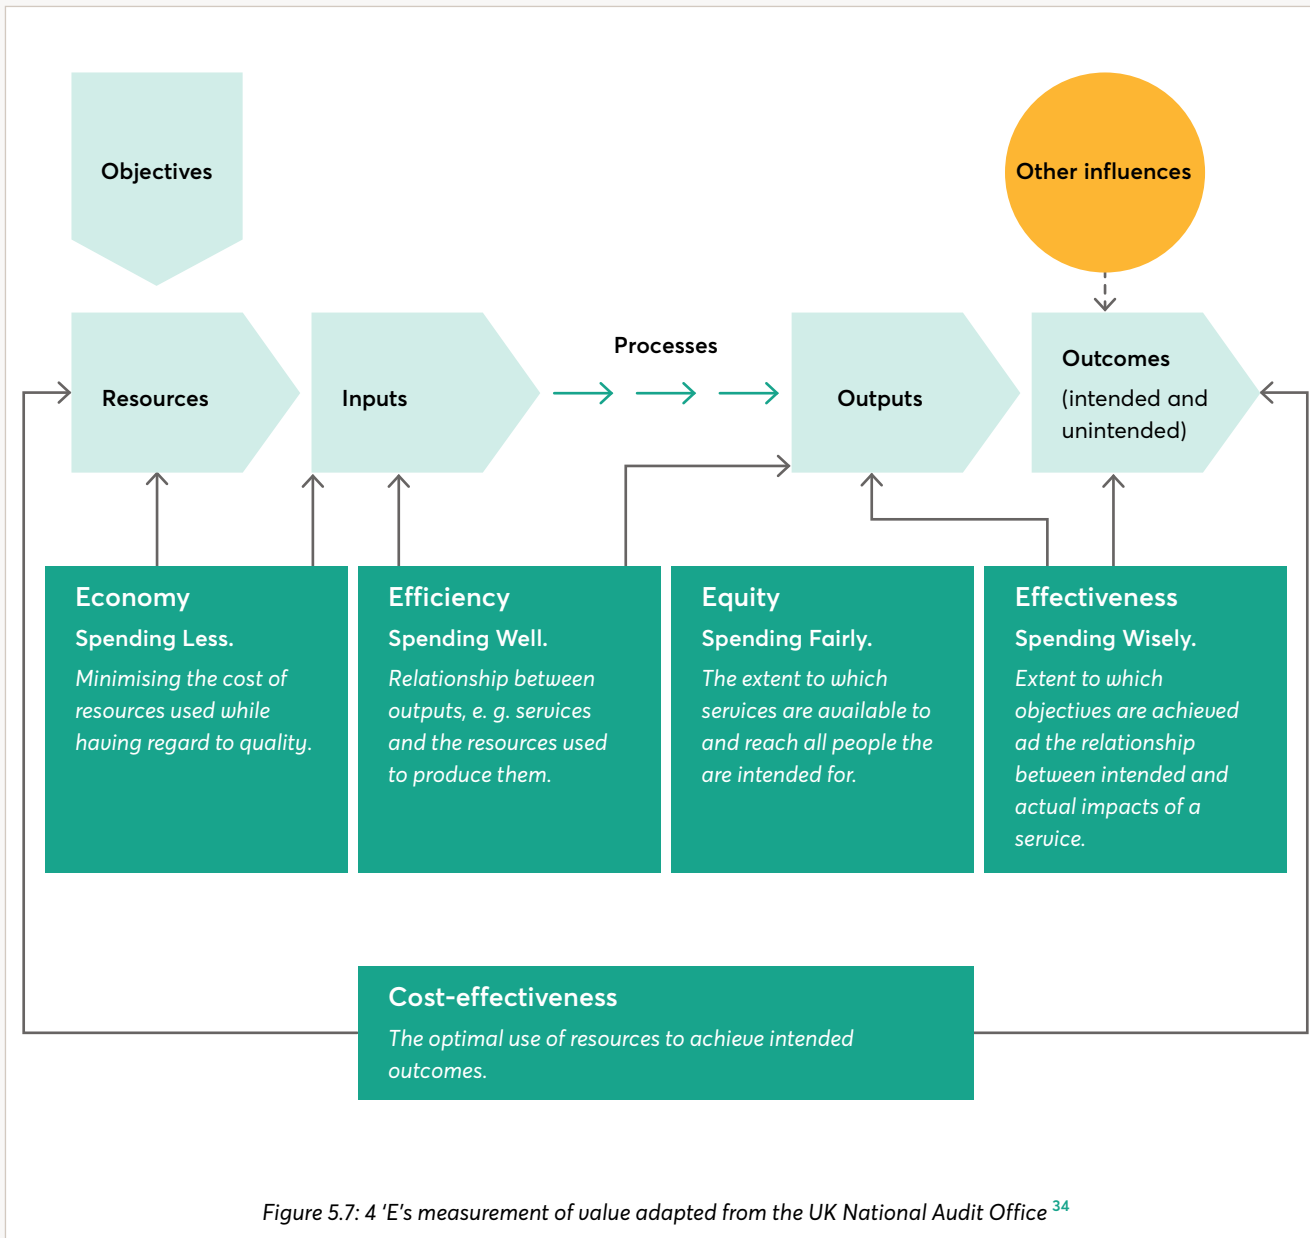 Objectives
Other influences
Resources
Inputs
Processes
Outputs
Outcomes
(intended and
unintended)
Economy
Spending Less.
Minimising the cost of
resources used while
having regard to quality.
Efficiency
Spending Well.
Relationship between
outputs, e. g. services
and the resources used
to produce them.
Equity
Spending Fairly.
The extent to which
services are available to
and reach all people the
are intended for.
Effectiveness
Spending Wisely.
Extent to which
objectives are achieved
ad the relationship
between intended and
actual impacts of a
service.
Cost-effectiveness
The optimal use of resources to achieve intended
outcomes.
Figure 5.7: 4 'E's measurement of value adapted from the UK National Audit Office 34